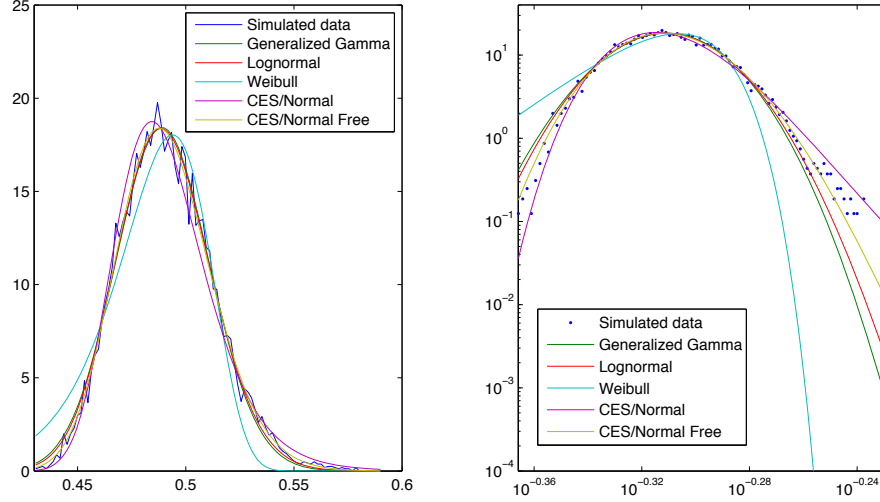 25
20
15
10
5
0
0.45
0.5
0.55
0.6
Simulated data
Generalized Gamma
Lognormal
Weibull
CES/Normal
CES/Normal Free
10^1
10^0
10^−1
10^−2
10^−3
10^−4
10^−0.36
10^−0.32
10^−0.28
10^−0.24
Simulated data
Generalized Gamma
Lognormal
Weibull
CES/Normal
CES/Normal Free